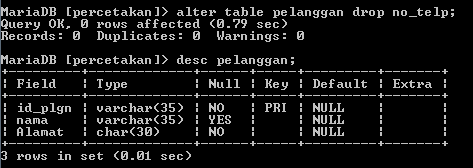 MariaDB [percetakan]> alter table pelanggan drop no_telp;
Query OK, 0 rows affected (0.79 sec)
Records: 0  Duplicates: 0  Warnings: 0
MariaDB [percetakan]> desc pelanggan;
+---------+-------------+------+-----+---------+-------+
| Field   | Type        | Null | Key | Default | Extra |
+---------+-------------+------+-----+---------+-------+
| id_plgn | varchar(35) | NO   | PRI | NULL    |       |
| nama    | varchar(35) | YES  |     | NULL    |       |
| Alamat  | char(30)    | NO   |     | NULL    |       |
+---------+-------------+------+-----+---------+-------+
3 rows in set (0.01 sec)